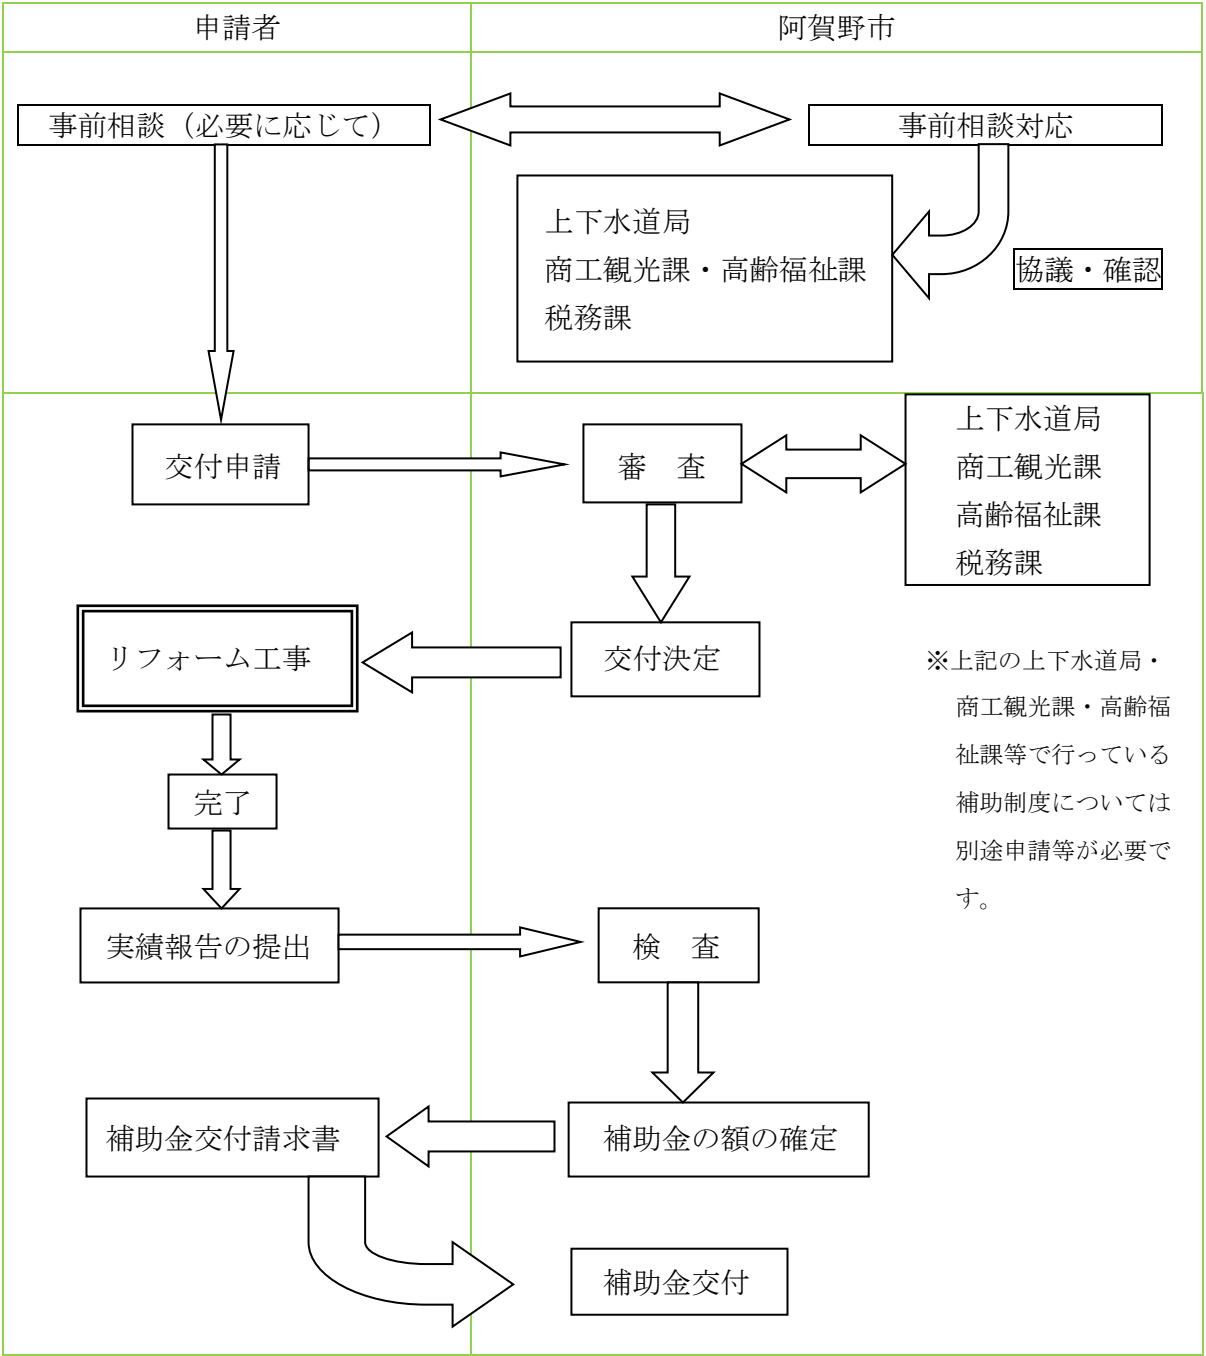 申請者
阿賀野市
事前相談（必要に応じて）
事前相談対応
上下水道局
商工観光課・高齢福祉課
税務課
協議・確認
交付申請
審　査
上下水道局
商工観光課
高齢福祉課
税務課
リフォーム工事
交付決定
※上記の上下水道局・
商工観光課・高齢福
祉課等で行っている
補助制度については
別途申請等が必要で
す。
完了
実績報告の提出
検　査
補助金交付請求書
補助金の額の確定
補助金交付